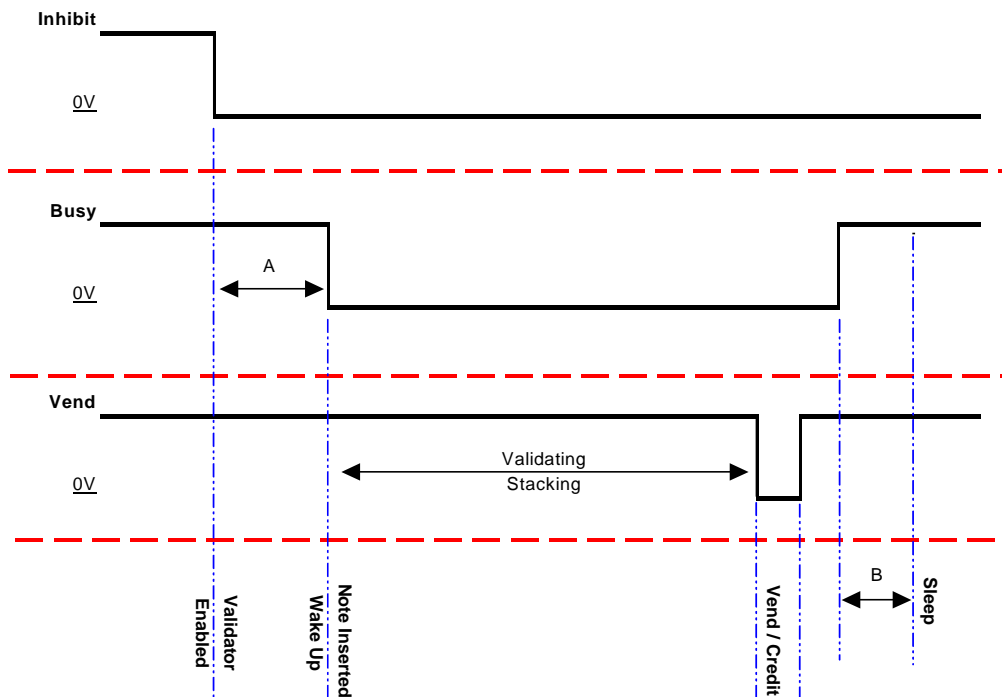 Inhibit
0V
Busy
A
0V
Vend
Validating
Stacking
0V
B
Validator
Enabled
Note Inserted
Wake Up
Vend / Credit
Sleep